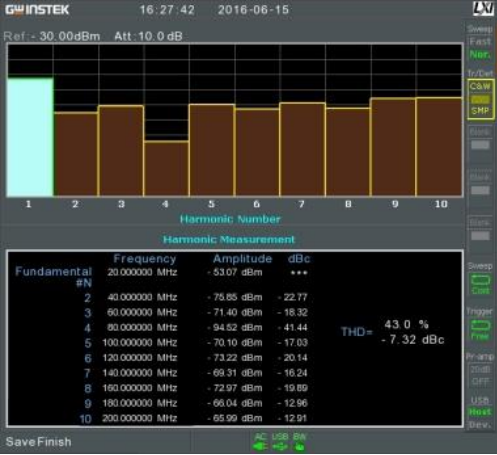 GWINSTEK 16:27:42 2016-06-15 LXI
Ref:- 30.00dBm Att:10.0 dB
Sweep
Fast
Nor.
Tr/Det
C&W
SMP
Blank
Blank
Blank
1 2 3 4 5 6 7 8 9 10
Harmonic Number
Harmonic Measurement
Frequency Amplitude dBc
Fundamental 20.000000 MHz - 53.07 dBm ***
#N
2 40.000000 MHz - 75.85 dBm - 22.77
3 60.000000 MHz - 71.40 dBm - 18.32
4 80.000000 MHz - 94.52 dBm - 41.44
5 100.000000 MHz - 70.10 dBm - 17.03
6 120.000000 MHz - 73.22 dBm - 20.14
7 140.000000 MHz - 69.31 dBm - 16.24
8 160.000000 MHz - 72.97 dBm - 19.89
9 180.000000 MHz - 66.04 dBm - 12.96
10 200.000000 MHz - 65.99 dBm - 12.91
THD= 43.0 %
- 7.32 dBc
Sweep
Cont
Trigger
Free
Pr-amp
20dB
OFF
USB
Host
Dev.
Save Finish
AC USB BW